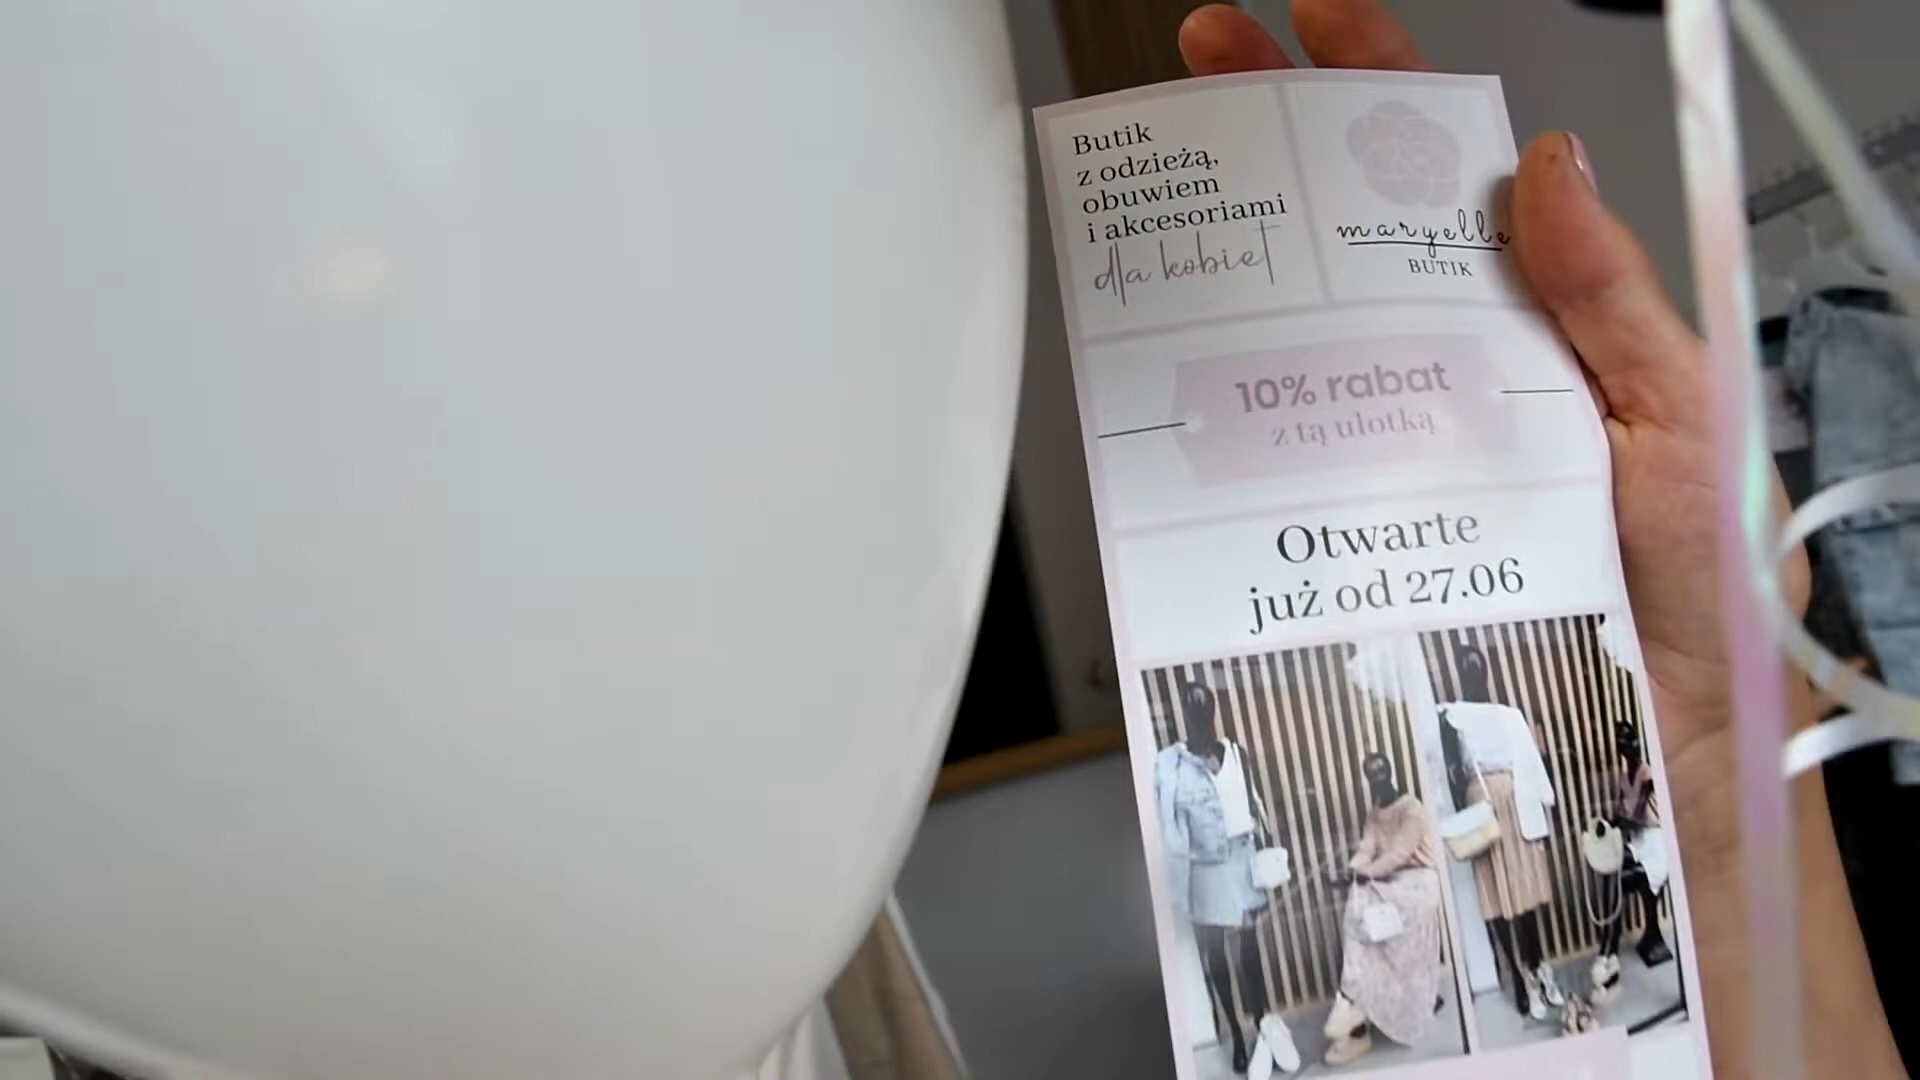 Butik
z odzieżą,
obuwiem
i akcesoriami
dla kobiet
maryelle
BUTIK
10% rabat
z tą ulotką
Otwarte
już od 27.06